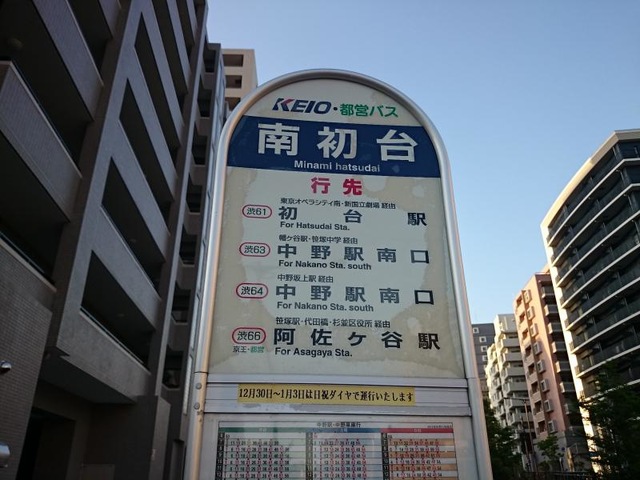 KEIO・都営バス
南初台
Minami hatsudai
行先
東京オペラシティ南・新国立劇場 経由
渋61 初台駅
For Hatsudai Sta.
幡ヶ谷駅・笹塚中学 経由
渋63 中野駅南口
For Nakano Sta. south
中野坂上駅 経由
渋64 中野駅南口
For Nakano Sta. south
笹塚駅・代田橋・杉並区役所 経由
渋66 阿佐ヶ谷駅
京王・都営 For Asagaya Sta.
12月30日～1月3日は日祝ダイヤで運行いたします